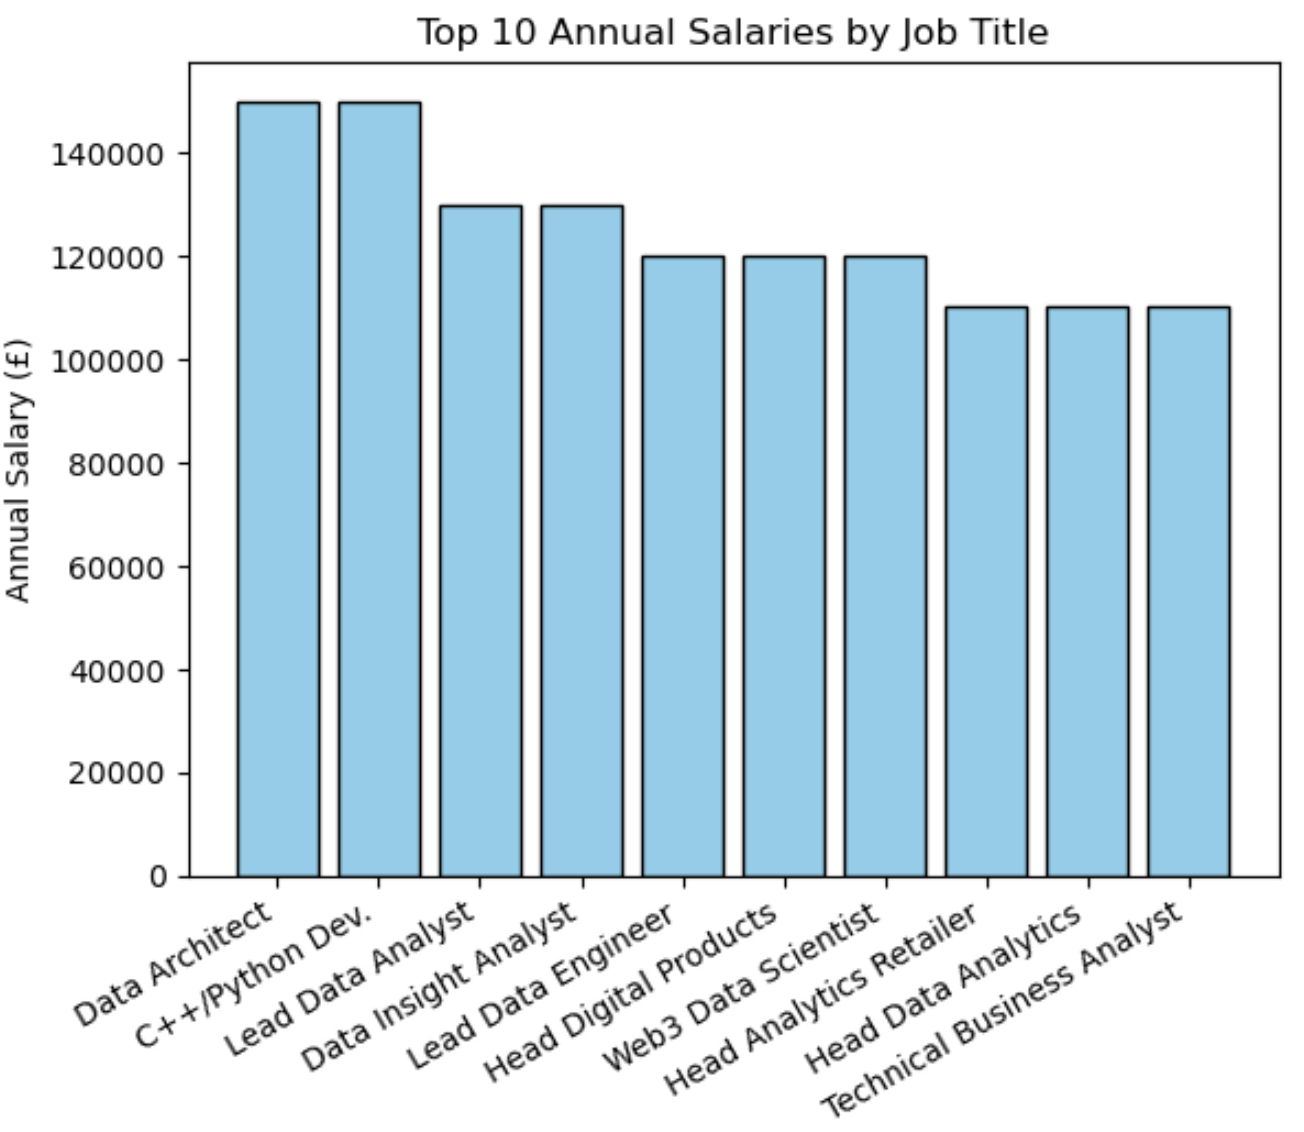 Top 10 Annual Salaries by Job Title
Annual Salary (£)
140000
120000
100000
80000
60000
40000
20000
0
Data Architect
C++/Python Dev.
Lead Data Analyst
Data Insight Analyst
Lead Data Engineer
Head Digital Products
Web3 Data Scientist
Head Analytics Retailer
Head Data Analytics
Technical Business Analyst